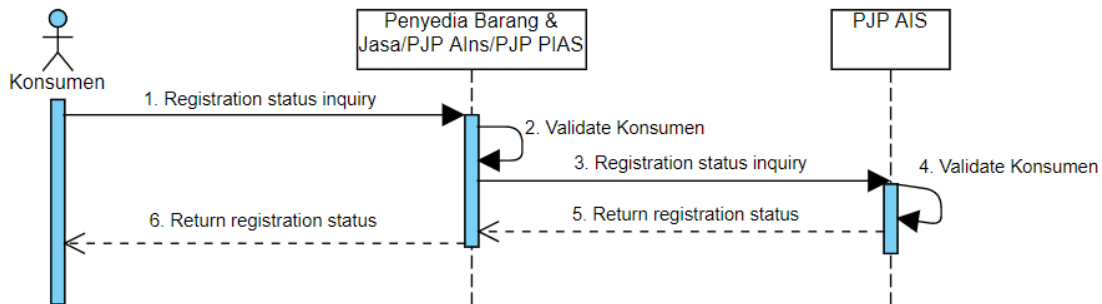 Konsumen
Penyedia Barang &
Jasa/PJP AIns/PJP PIAS
PJP AIS
1. Registration status inquiry
2. Validate Konsumen
3. Registration status inquiry
4. Validate Konsumen
5. Return registration status
6. Return registration status